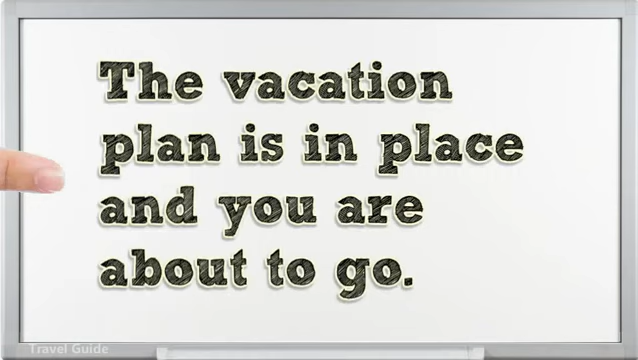 The vacation
plan is in place
and you are
about to go.
Travel Guide